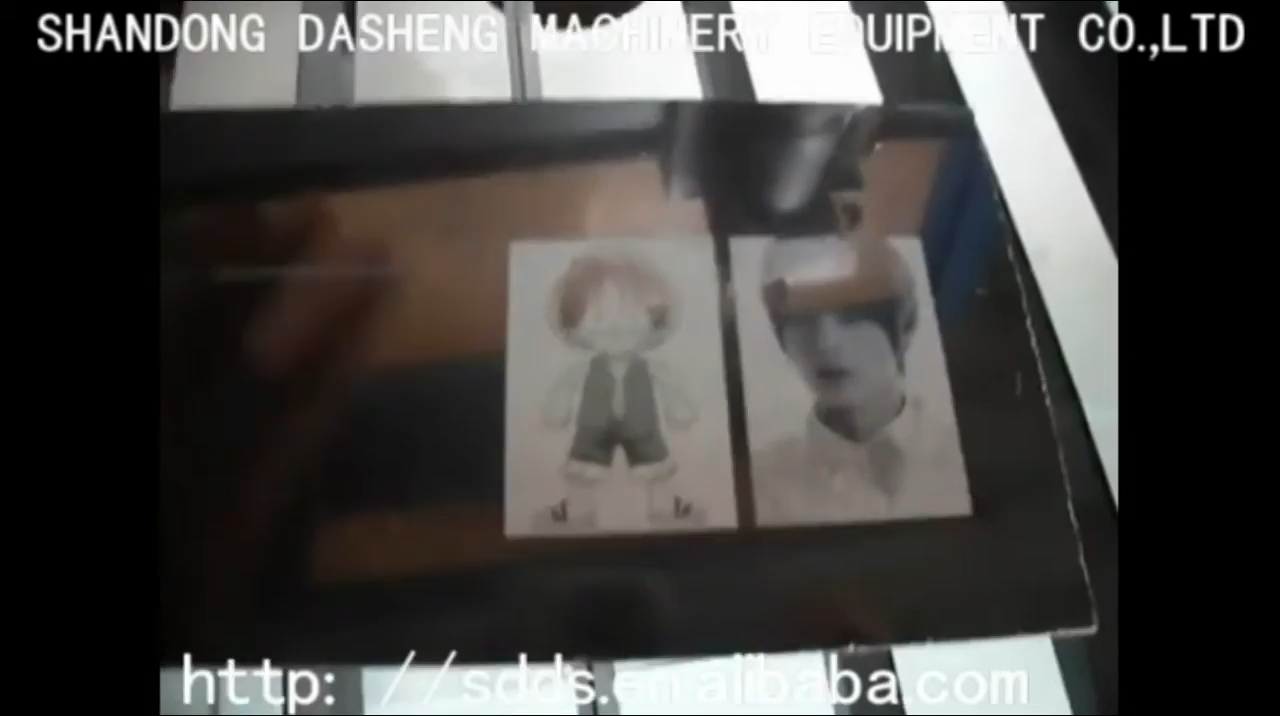 SHANDONG DASHENG MACHINERY EQUIPMENT CO.,LTD
http: //sdds.en.alibaba.com